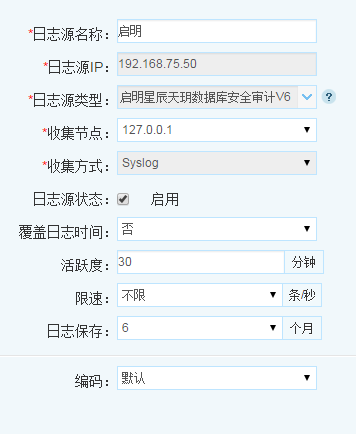 *日志源名称： 启明
*日志源IP： 192.168.75.50
*日志源类型： 启明星辰天玥数据库安全审计V6 ?
*收集节点： 127.0.0.1
*收集方式： Syslog
日志源状态： 启用
覆盖日志时间： 否
活跃度： 30 分钟
限速： 不限 条/秒
日志保存： 6 个月
编码： 默认